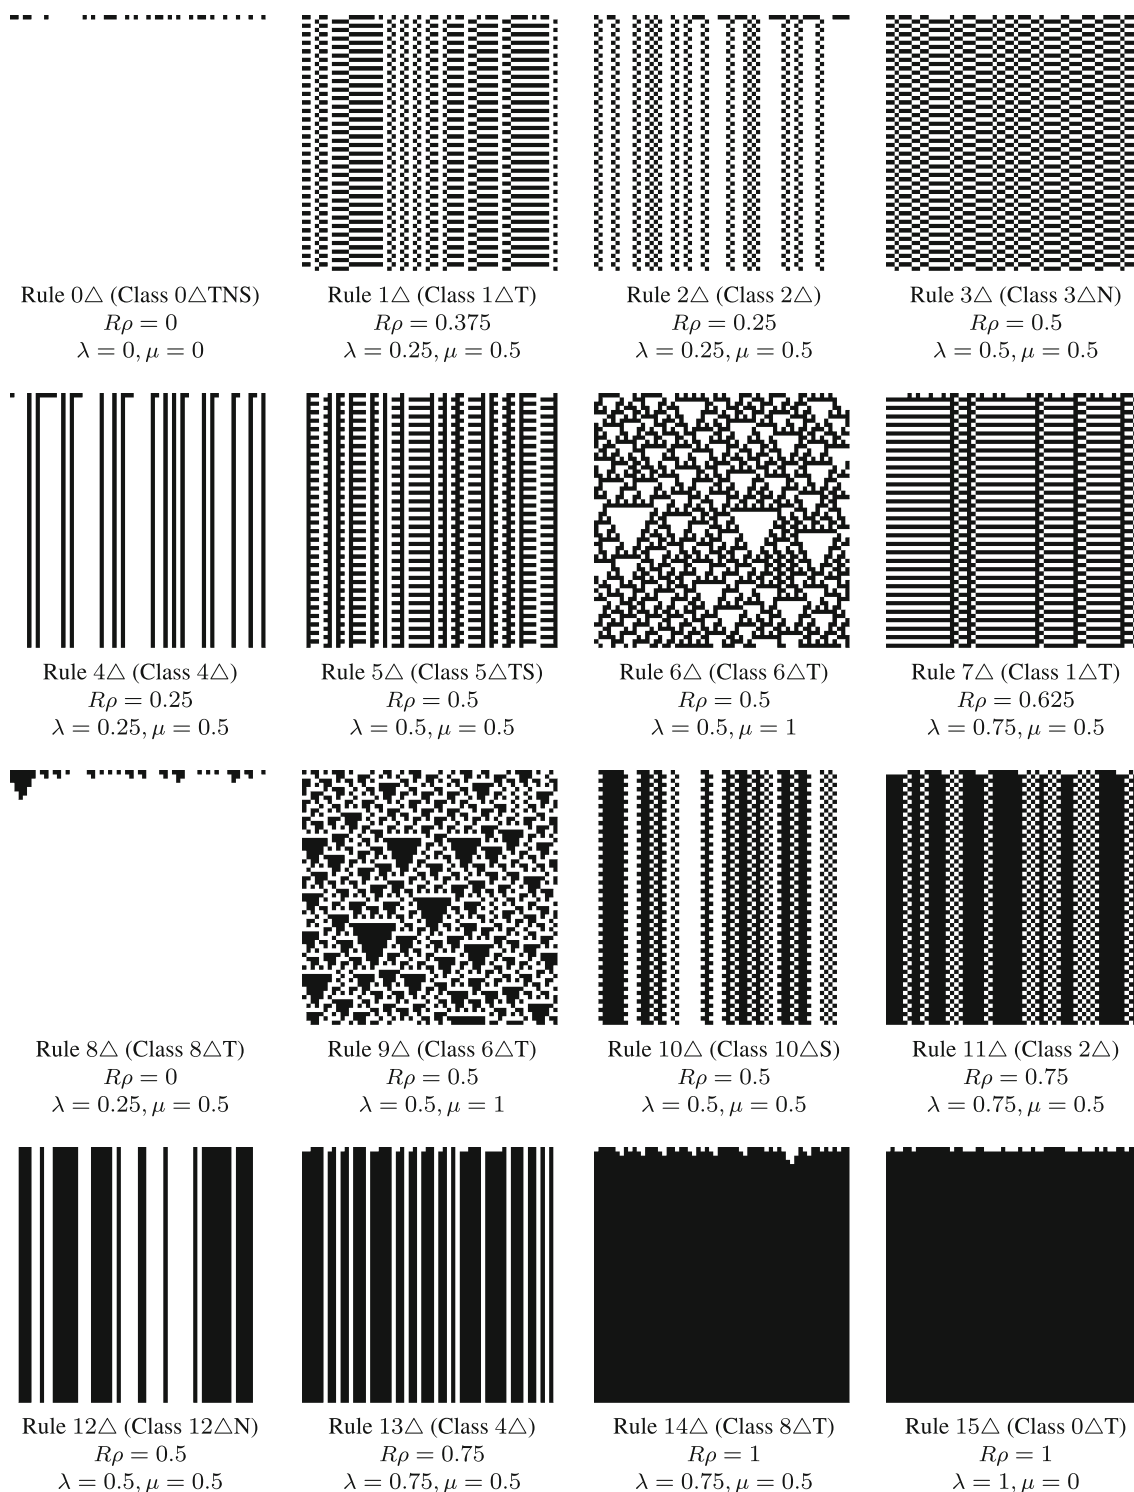 Rule 0△ (Class 0△TNS)
Rρ = 0
λ = 0, μ = 0
Rule 1△ (Class 1△T)
Rρ = 0.375
λ = 0.25, μ = 0.5
Rule 2△ (Class 2△)
Rρ = 0.25
λ = 0.25, μ = 0.5
Rule 3△ (Class 3△N)
Rρ = 0.5
λ = 0.5, μ = 0.5
Rule 4△ (Class 4△)
Rρ = 0.25
λ = 0.25, μ = 0.5
Rule 5△ (Class 5△TS)
Rρ = 0.5
λ = 0.5, μ = 0.5
Rule 6△ (Class 6△T)
Rρ = 0.5
λ = 0.5, μ = 1
Rule 7△ (Class 1△T)
Rρ = 0.625
λ = 0.75, μ = 0.5
Rule 8△ (Class 8△T)
Rρ = 0
λ = 0.25, μ = 0.5
Rule 9△ (Class 6△T)
Rρ = 0.5
λ = 0.5, μ = 1
Rule 10△ (Class 10△S)
Rρ = 0.5
λ = 0.5, μ = 0.5
Rule 11△ (Class 2△)
Rρ = 0.75
λ = 0.75, μ = 0.5
Rule 12△ (Class 12△N)
Rρ = 0.5
λ = 0.5, μ = 0.5
Rule 13△ (Class 4△)
Rρ = 0.75
λ = 0.75, μ = 0.5
Rule 14△ (Class 8△T)
Rρ = 1
λ = 0.75, μ = 0.5
Rule 15△ (Class 0△T)
Rρ = 1
λ = 1, μ = 0